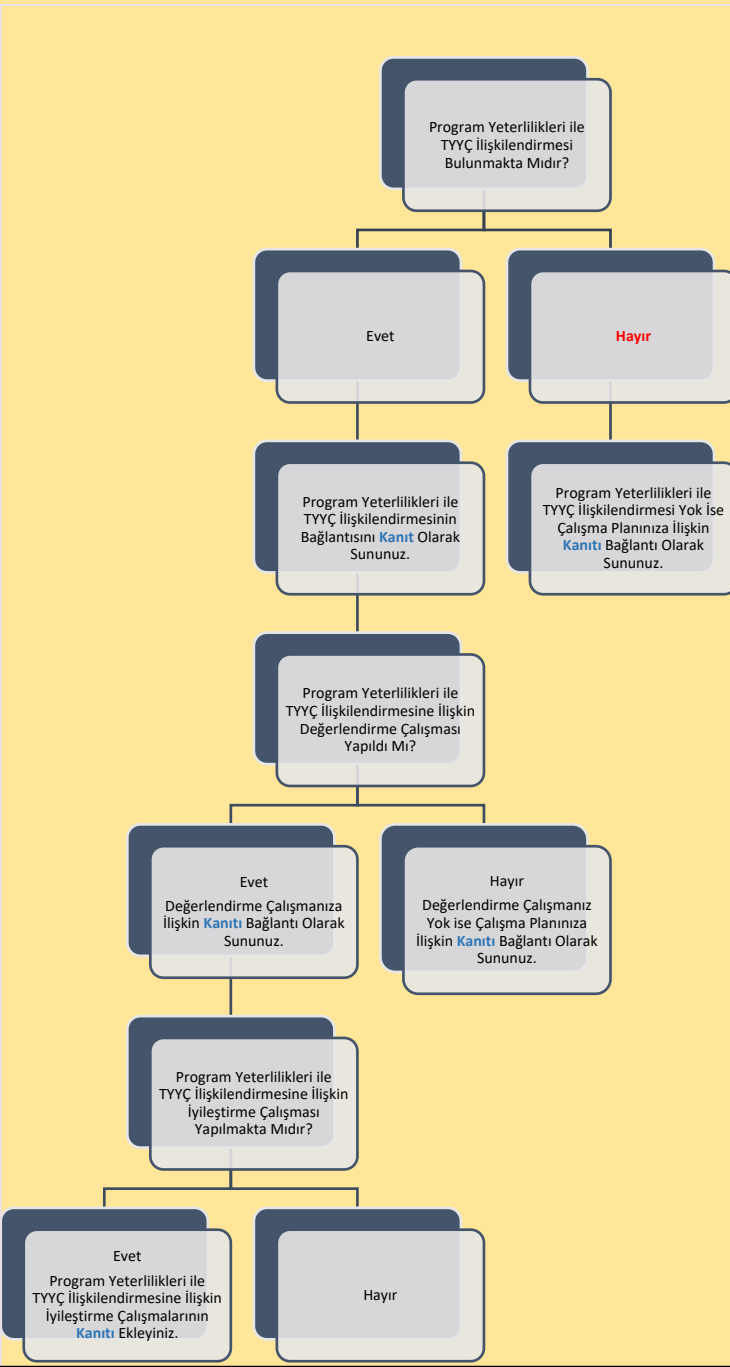 Program Yeterlilikleri ile
TYYÇ İlişkilendirmesi
Bulunmakta Mıdır?
Evet
Hayır
Program Yeterlilikleri ile
TYYÇ İlişkilendirmesinin
Bağlantısını Kanıt Olarak
Sununuz.
Program Yeterlilikleri ile
TYYÇ İlişkilendirmesi Yok İse
Çalışma Planınıza İlişkin
Kanıtı Bağlantı Olarak
Sununuz.
Program Yeterlilikleri ile
TYYÇ İlişkilendirmesine İlişkin
Değerlendirme Çalışması
Yapıldı Mı?
Evet
Değerlendirme Çalışmanıza
İlişkin Kanıtı Bağlantı Olarak
Sununuz.
Hayır
Değerlendirme Çalışmanız
Yok ise Çalışma Planınıza
İlişkin Kanıtı Bağlantı Olarak
Sununuz.
Program Yeterlilikleri ile
TYYÇ İlişkilendirmesine İlişkin
İyileştirme Çalışması
Yapılmakta Mıdır?
Evet
Program Yeterlilikleri ile
TYYÇ İlişkilendirmesine İlişkin
İyileştirme Çalışmalarının
Kanıtı Ekleyiniz.
Hayır